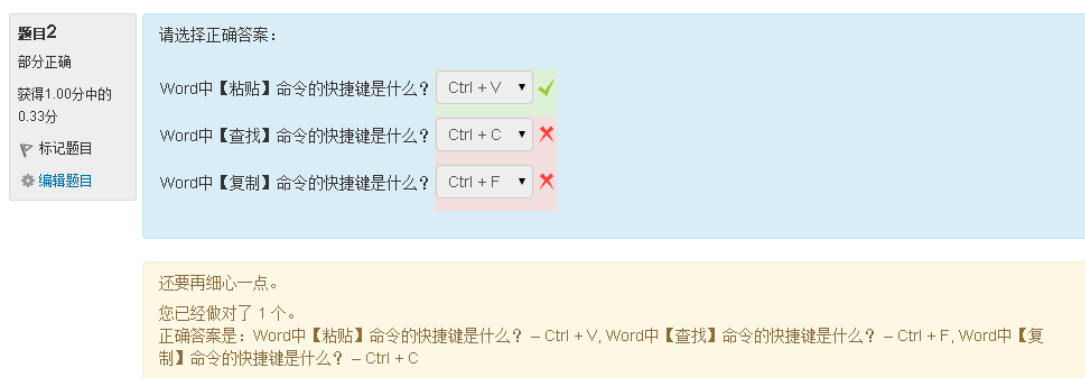 题目2
部分正确
获得1.00分中的
0.33分
标记题目
编辑题目
请选择正确答案：
Word中【粘贴】命令的快捷键是什么？ Ctrl + V
Word中【查找】命令的快捷键是什么？ Ctrl + C
Word中【复制】命令的快捷键是什么？ Ctrl + F
还要再细心一点。
您已经做对了 1 个。
正确答案是：Word中【粘贴】命令的快捷键是什么？ – Ctrl + V, Word中【查找】命令的快捷键是什么？ – Ctrl + F, Word中【复
制】命令的快捷键是什么？ – Ctrl + C